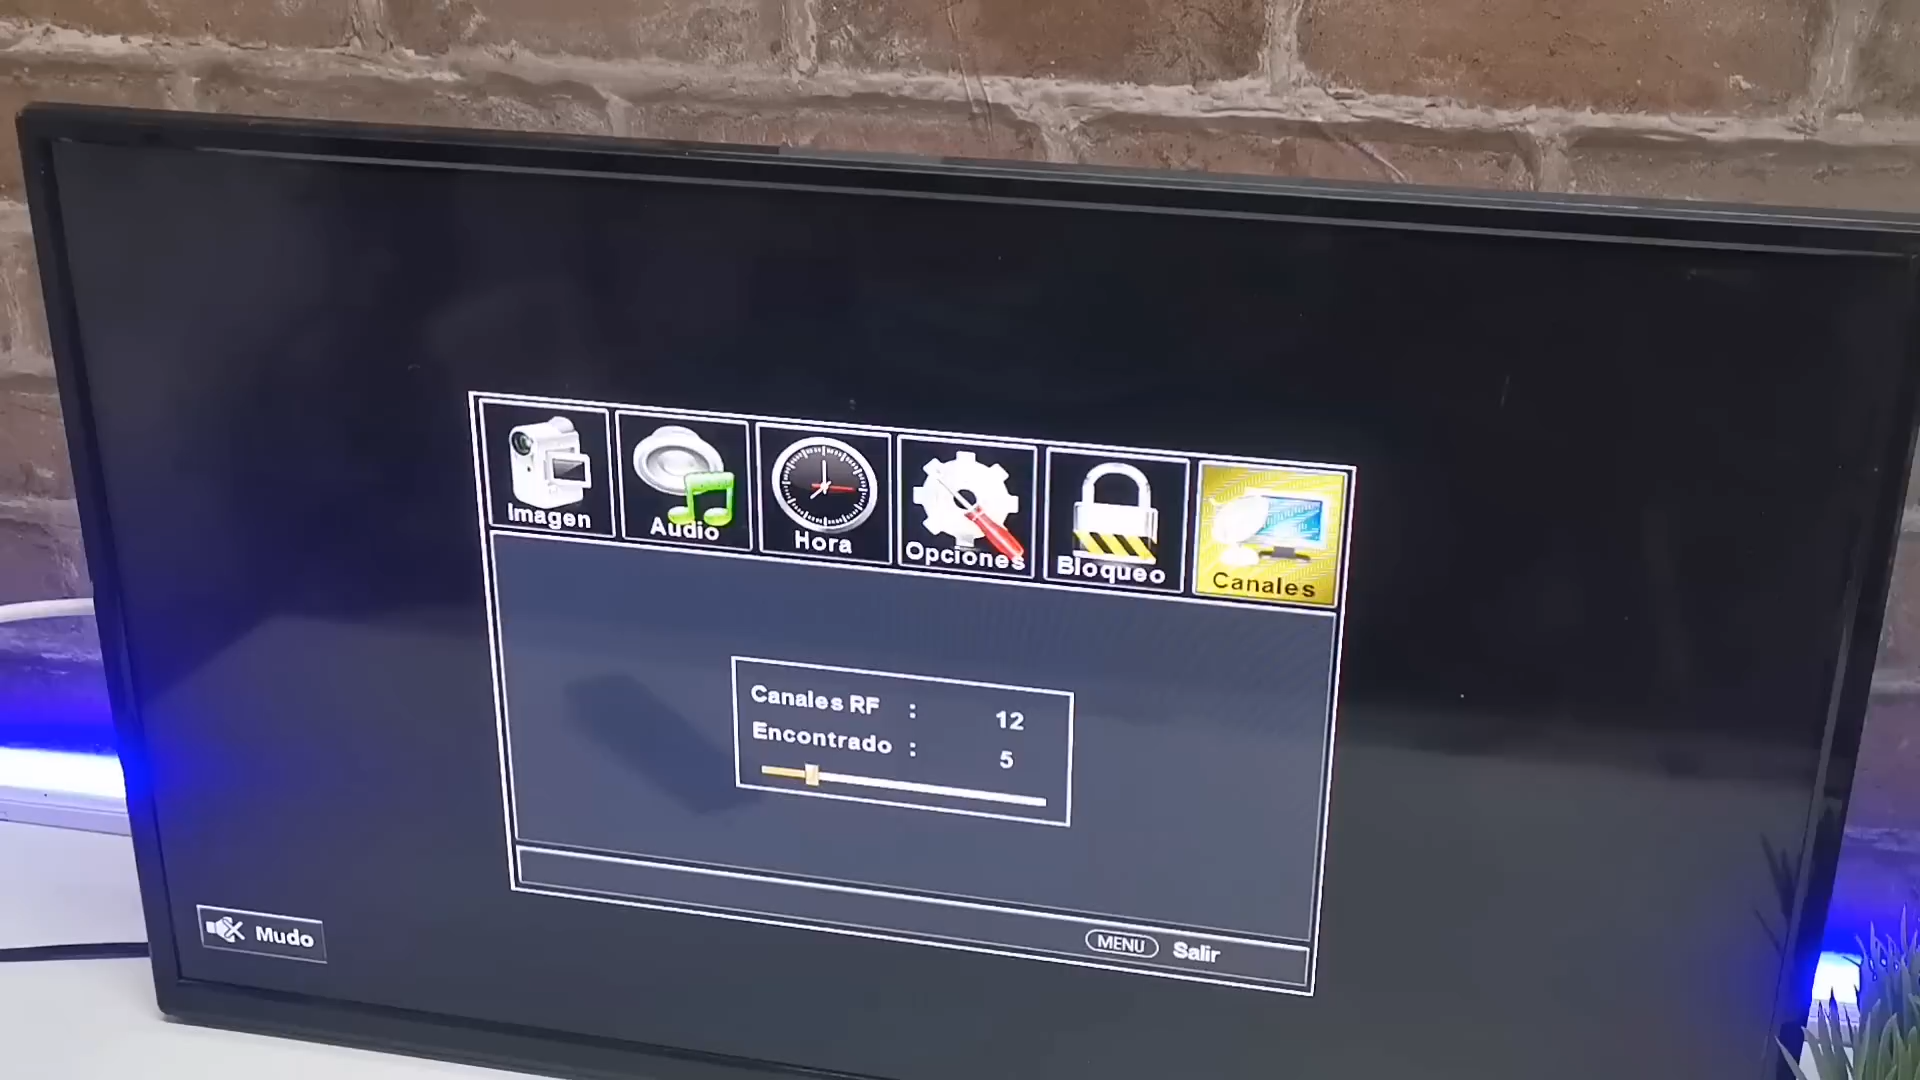 Imagen
Audio
Hora
Opciones
Bloqueo
Canales
Canales RF : 12
Encontrado : 5
Mudo
MENU Salir